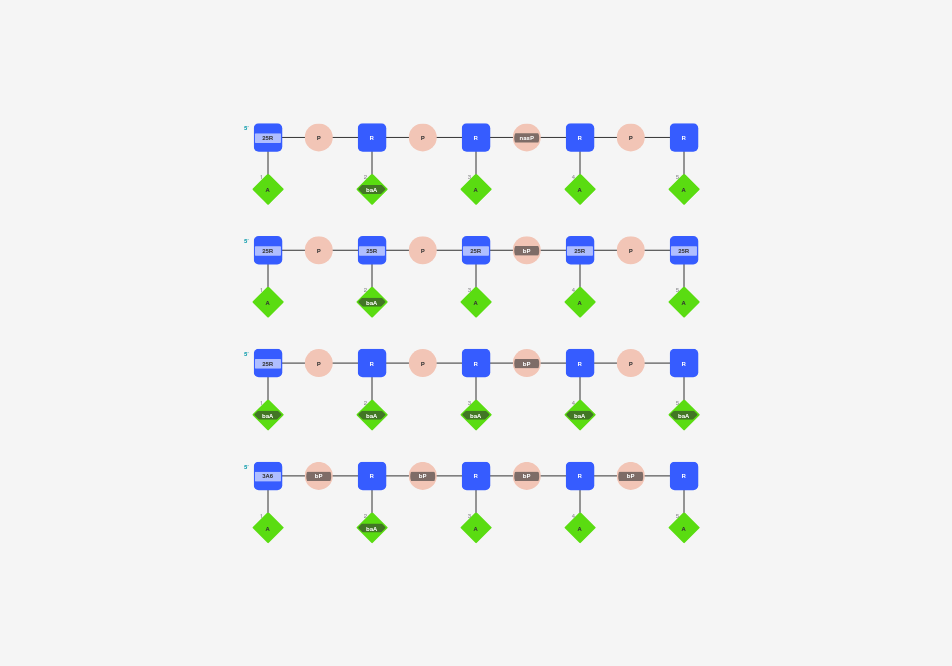 5' 25R P R P R nasP R P R
1 A 2 baA 3 A 4 A 5 A
5' 25R P 25R P 25R bP 25R P 25R
1 A 2 baA 3 A 4 A 5 A
5' 25R P R P R bP R P R
1 baA 2 baA 3 baA 4 baA 5 baA
5' 3A6 bP R bP R bP R bP R
1 A 2 baA 3 A 4 A 5 A